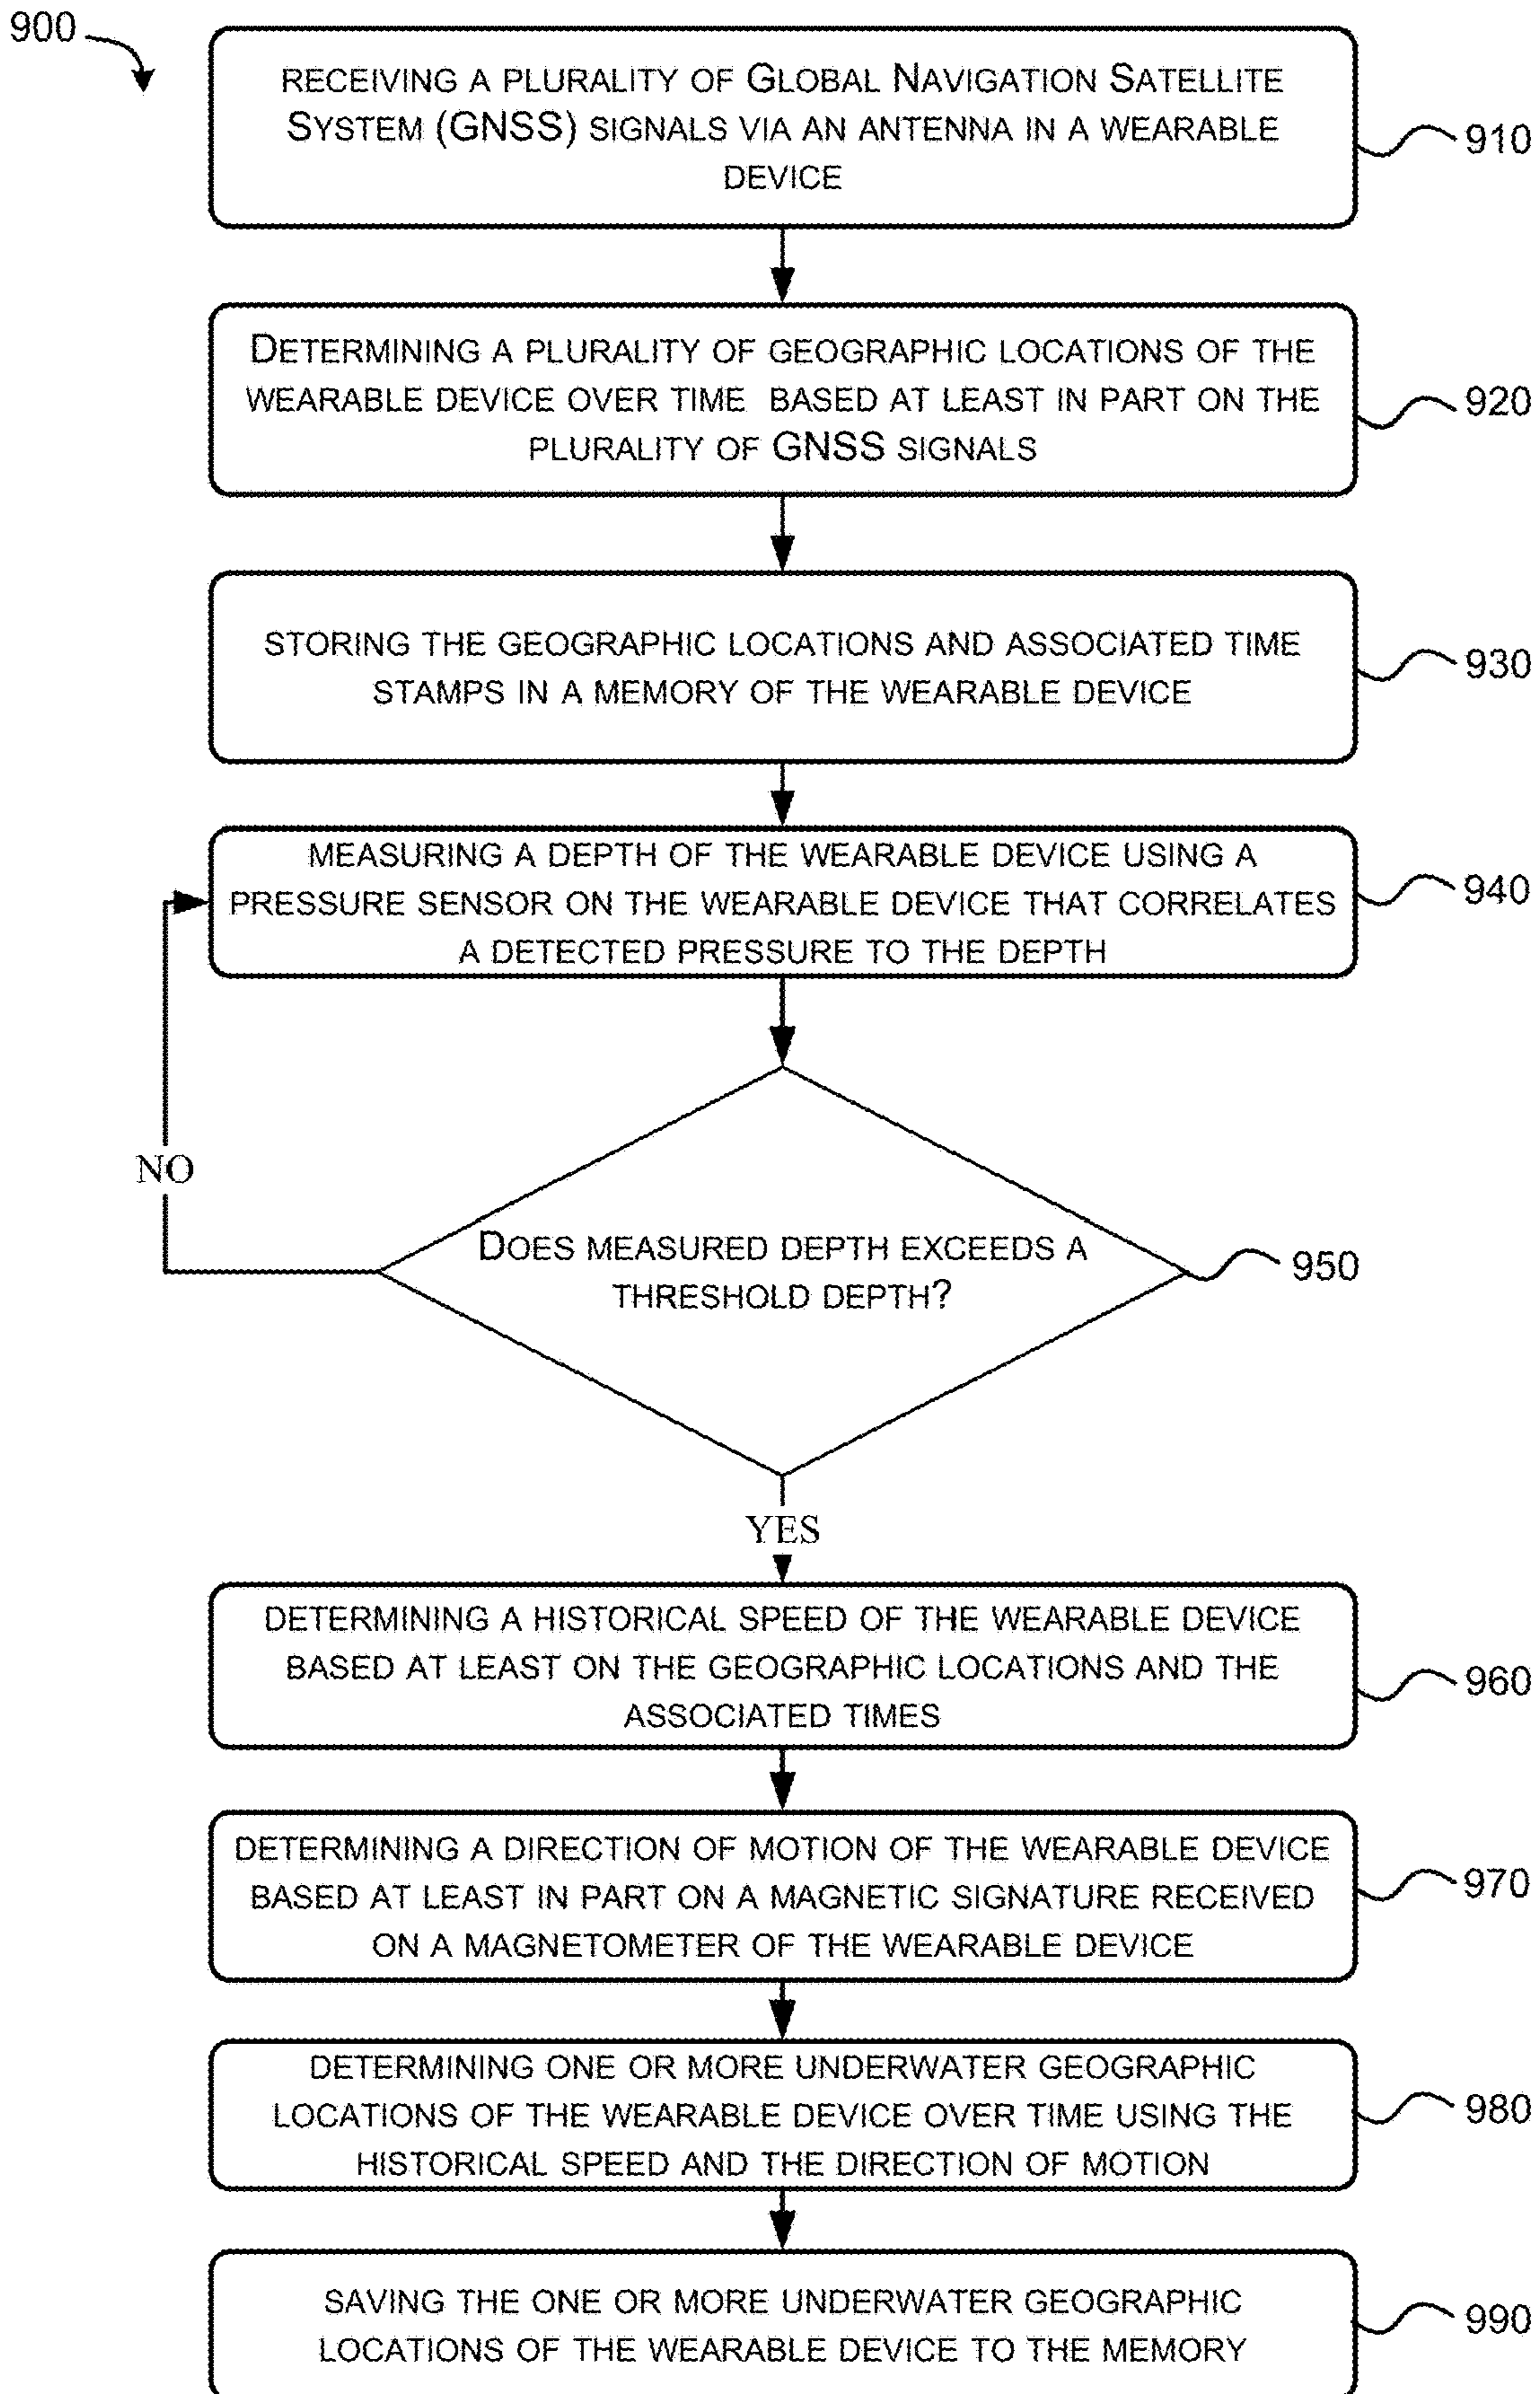 900
RECEIVING A PLURALITY OF GLOBAL NAVIGATION SATELLITE
SYSTEM (GNSS) SIGNALS VIA AN ANTENNA IN A WEARABLE
DEVICE
910
DETERMINING A PLURALITY OF GEOGRAPHIC LOCATIONS OF THE
WEARABLE DEVICE OVER TIME BASED AT LEAST IN PART ON THE
PLURALITY OF GNSS SIGNALS
920
STORING THE GEOGRAPHIC LOCATIONS AND ASSOCIATED TIME
STAMPS IN A MEMORY OF THE WEARABLE DEVICE
930
MEASURING A DEPTH OF THE WEARABLE DEVICE USING A
PRESSURE SENSOR ON THE WEARABLE DEVICE THAT CORRELATES
A DETECTED PRESSURE TO THE DEPTH
940
NO
DOES MEASURED DEPTH EXCEEDS A
THRESHOLD DEPTH?
950
YES
DETERMINING A HISTORICAL SPEED OF THE WEARABLE DEVICE
BASED AT LEAST ON THE GEOGRAPHIC LOCATIONS AND THE
ASSOCIATED TIMES
960
DETERMINING A DIRECTION OF MOTION OF THE WEARABLE DEVICE
BASED AT LEAST IN PART ON A MAGNETIC SIGNATURE RECEIVED
ON A MAGNETOMETER OF THE WEARABLE DEVICE
970
DETERMINING ONE OR MORE UNDERWATER GEOGRAPHIC
LOCATIONS OF THE WEARABLE DEVICE OVER TIME USING THE
HISTORICAL SPEED AND THE DIRECTION OF MOTION
980
SAVING THE ONE OR MORE UNDERWATER GEOGRAPHIC
LOCATIONS OF THE WEARABLE DEVICE TO THE MEMORY
990